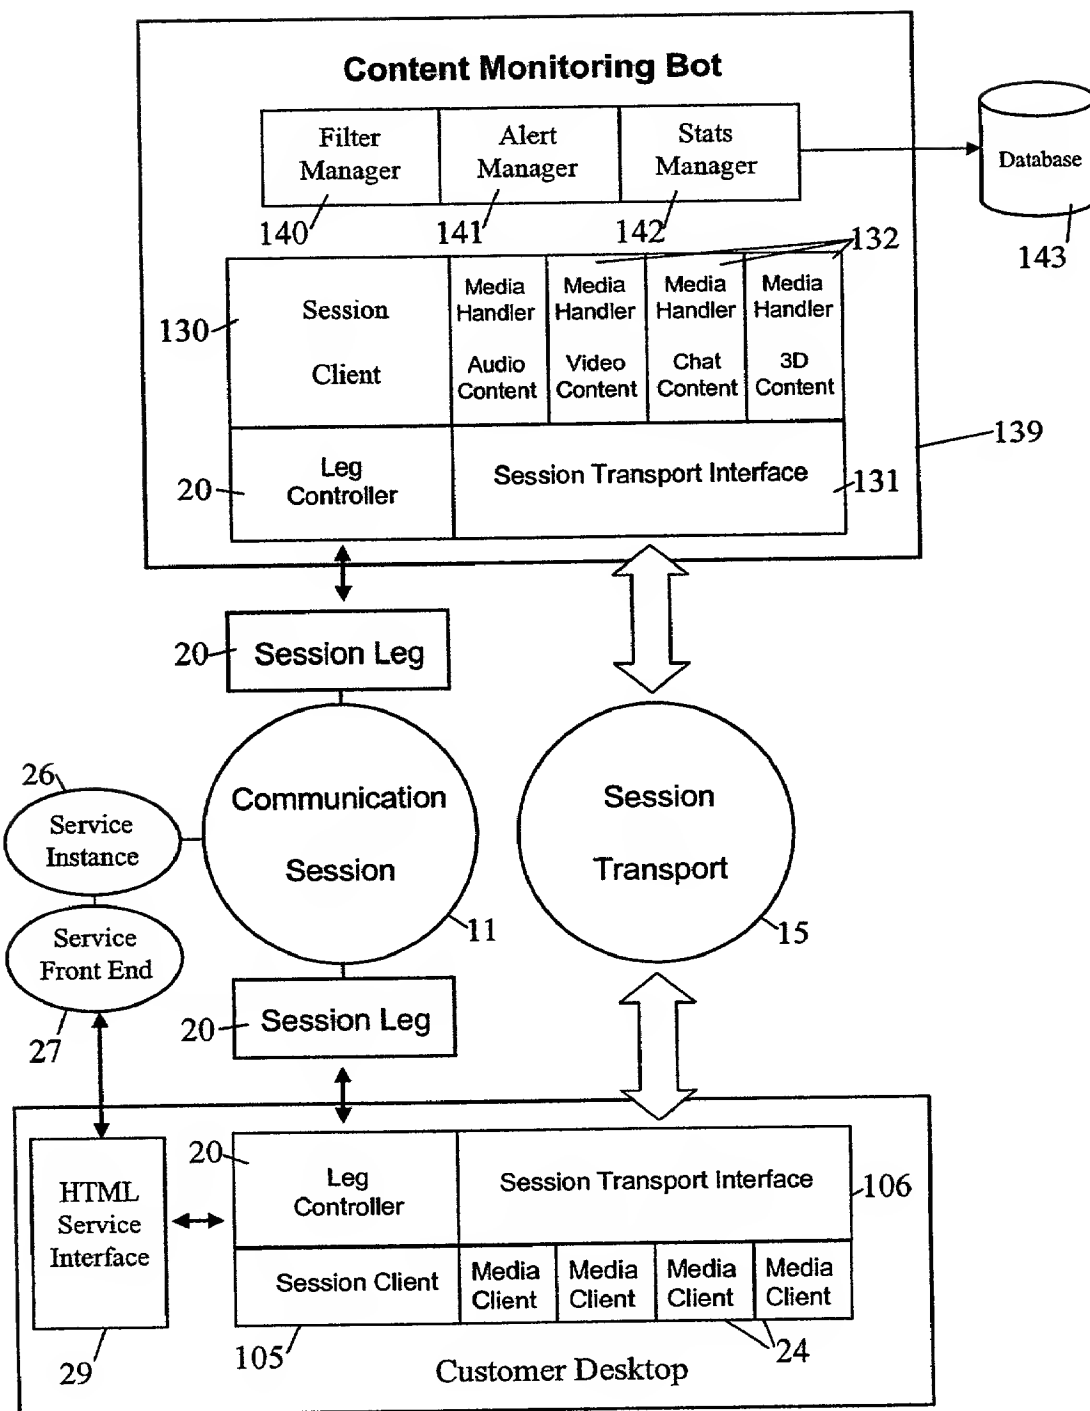 Content Monitoring Bot
Filter
Manager
Alert
Manager
Stats
Manager
Database
140
141
142
132
143
130
Session
Client
Media
Handler
Audio
Content
Media
Handler
Video
Content
Media
Handler
Chat
Content
Media
Handler
3D
Content
139
20
Leg
Controller
Session Transport Interface
131
20
Session Leg
26
Service
Instance
Communication
Session
11
Session
Transport
15
Service
Front End
27
20
Session Leg
HTML
Service
Interface
29
20
Leg
Controller
Session Transport Interface
106
Session Client
Media
Client
Media
Client
Media
Client
Media
Client
105
24
Customer Desktop